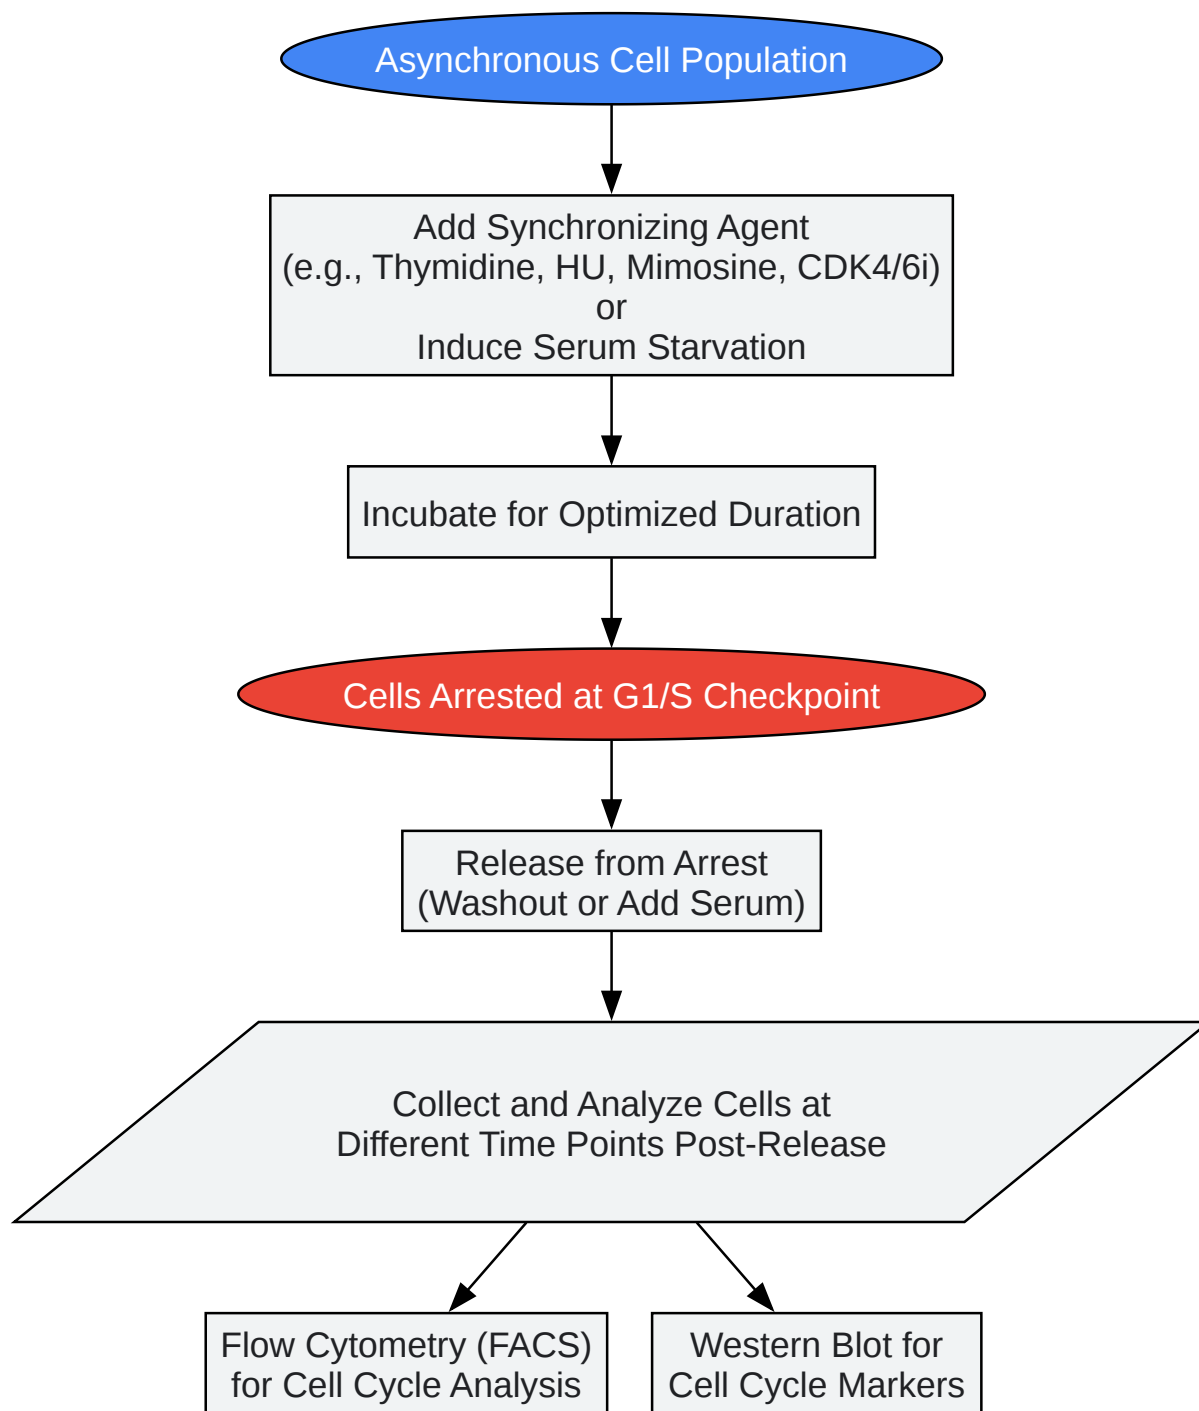 Asynchronous Cell Population
Add Synchronizing Agent
(e.g., Thymidine, HU, Mimosine, CDK4/6i)
or
Induce Serum Starvation
Incubate for Optimized Duration
Cells Arrested at G1/S Checkpoint
Release from Arrest
(Washout or Add Serum)
Collect and Analyze Cells at
Different Time Points Post-Release
Flow Cytometry (FACS)
for Cell Cycle Analysis
Western Blot for
Cell Cycle Markers